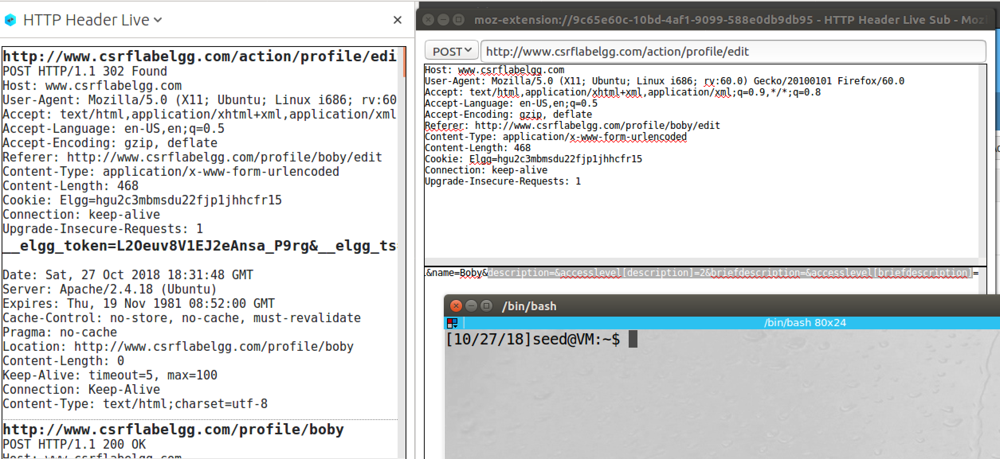 HTTP Header Live
http://www.csrflabelgg.com/action/profile/edi
POST HTTP/1.1 302 Found
Host: www.csrflabelgg.com
User-Agent: Mozilla/5.0 (X11; Ubuntu; Linux i686; rv:60
Accept: text/html,application/xhtml+xml,application/xml
Accept-Language: en-US,en;q=0.5
Accept-Encoding: gzip, deflate
Referer: http://www.csrflabelgg.com/profile/boby/edit
Content-Type: application/x-www-form-urlencoded
Content-Length: 468
Cookie: Elgg=hgu2c3mbmsdu22fjp1jhhcfr15
Connection: keep-alive
Upgrade-Insecure-Requests: 1
__elgg_token=L2Oeuv8V1EJ2eAnsa_P9rg&__elgg_ts=
Date: Sat, 27 Oct 2018 18:31:48 GMT
Server: Apache/2.4.18 (Ubuntu)
Expires: Thu, 19 Nov 1981 08:52:00 GMT
Cache-Control: no-store, no-cache, must-revalidate
Pragma: no-cache
Location: http://www.csrflabelgg.com/profile/boby
Content-Length: 0
Keep-Alive: timeout=5, max=100
Connection: Keep-Alive
Content-Type: text/html;charset=utf-8
http://www.csrflabelgg.com/profile/boby
POST HTTP/1.1 200 OK
Host: www.csrflabelgg.com
moz-extension://9c65e60c-10bd-4af1-9099-588e0db9db95 - HTTP Header Live Sub - Moz
POST http://www.csrflabelgg.com/action/profile/edit
Host: www.csrflabelgg.com
User-Agent: Mozilla/5.0 (X11; Ubuntu; Linux i686; rv:60.0) Gecko/20100101 Firefox/60.0
Accept: text/html,application/xhtml+xml,application/xml;q=0.9,*/*;q=0.8
Accept-Language: en-US,en;q=0.5
Accept-Encoding: gzip, deflate
Referer: http://www.csrflabelgg.com/profile/boby/edit
Content-Type: application/x-www-form-urlencoded
Content-Length: 468
Cookie: Elgg=hgu2c3mbmsdu22fjp1jhhcfr15
Connection: keep-alive
Upgrade-Insecure-Requests: 1
&name=Boby&description=&accesslevel[description]=2&briefdescription=&accesslevel[briefdescription]=
/bin/bash
/bin/bash 80x24
[10/27/18]seed@VM:~$